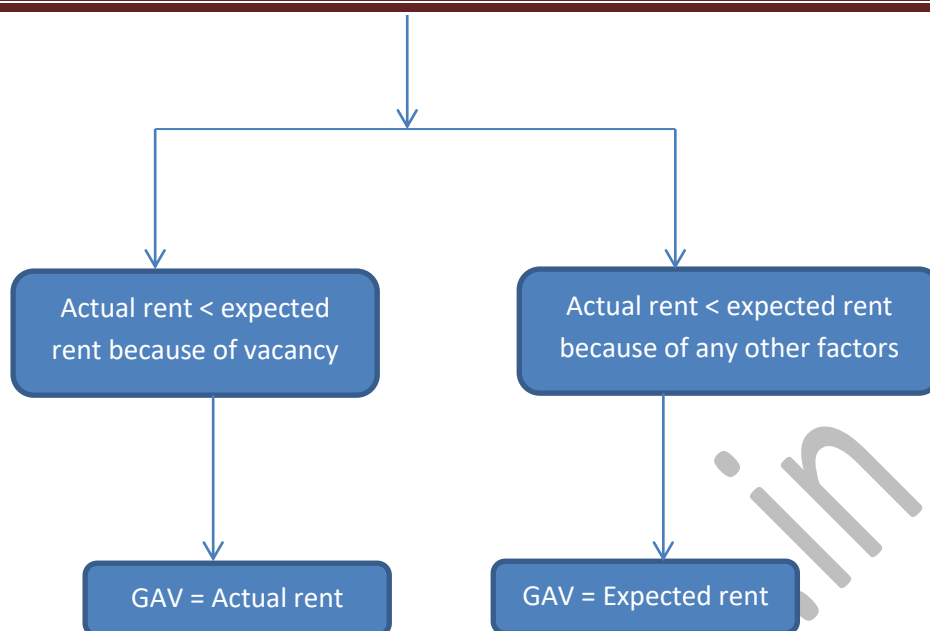 Actual rent < expected
rent because of vacancy
Actual rent < expected rent
because of any other factors
.in
GAV = Actual rent
GAV = Expected rent